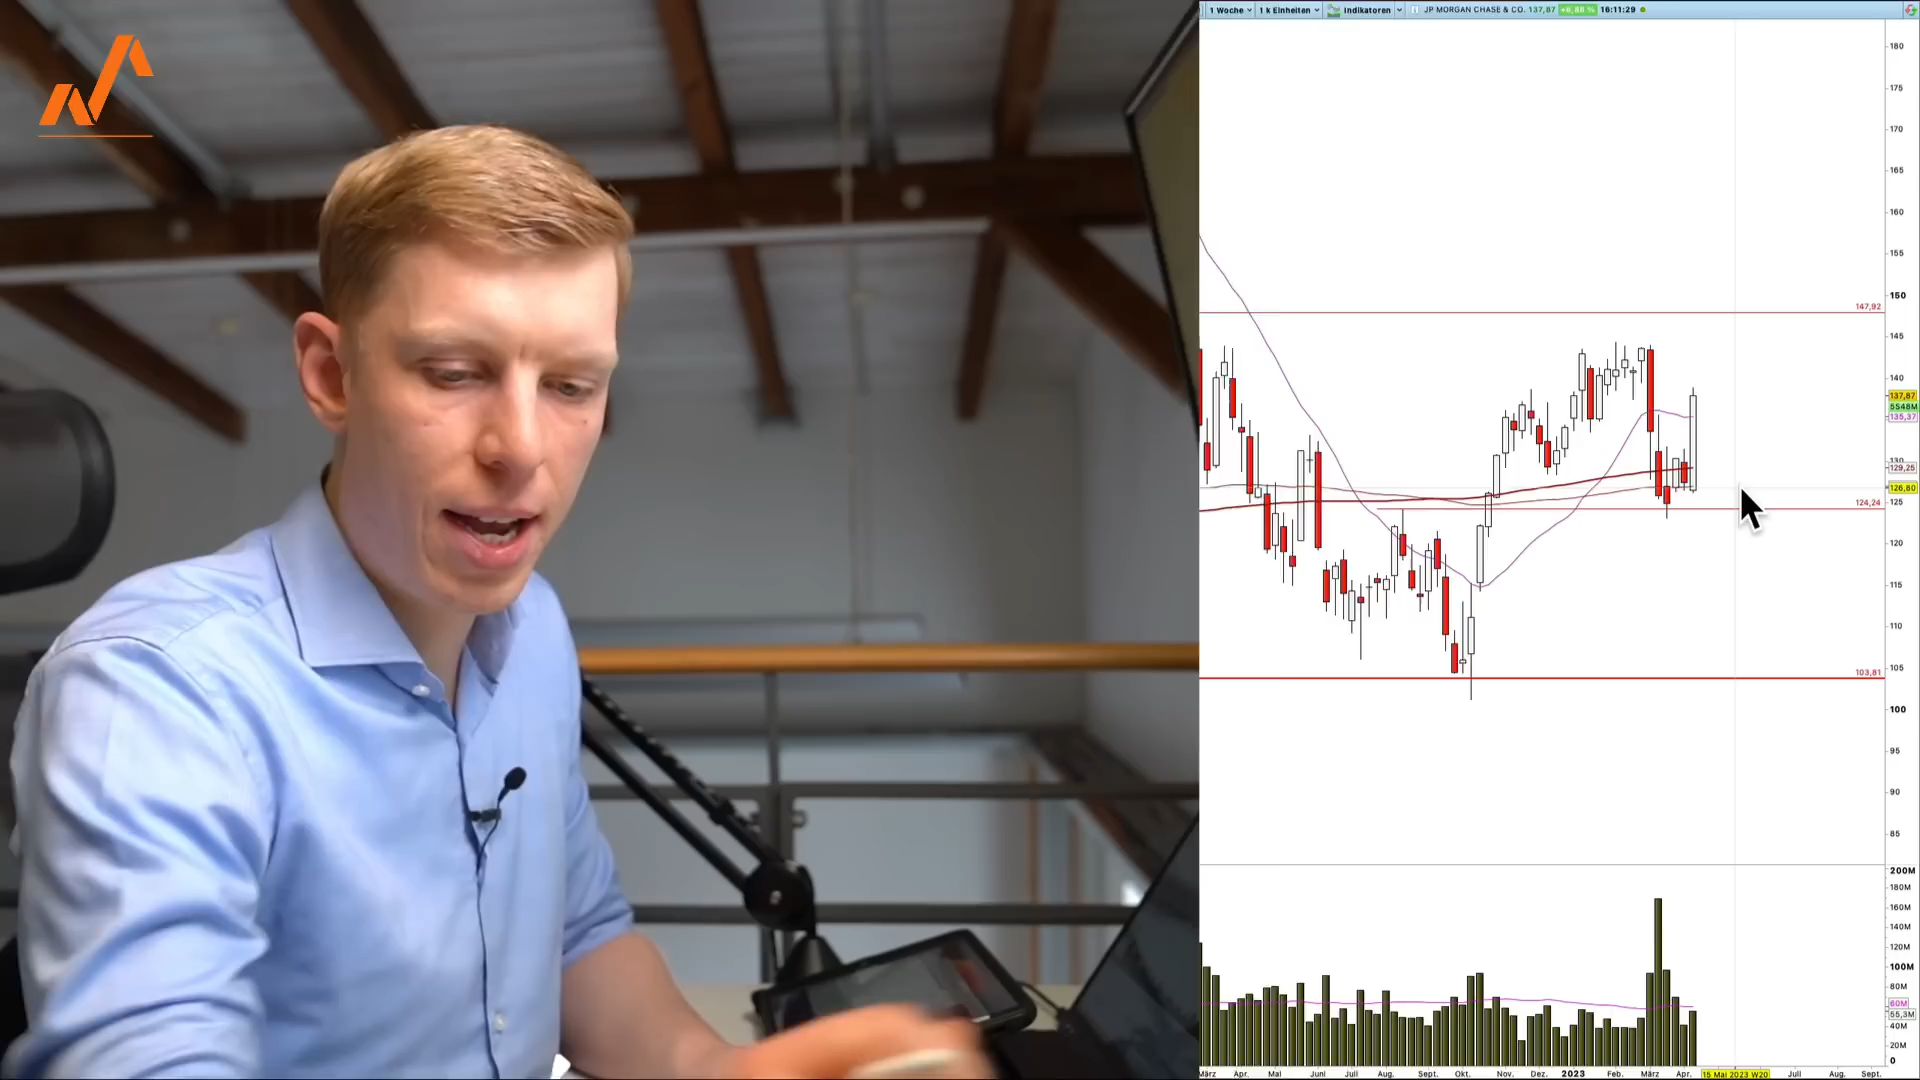 1 Woche 1 k Einheiten Indikatoren JP MORGAN CHASE & CO. 137,87 +6,88 % 16:11:29
180
175
170
165
160
155
150
147,92
145
140
137,87
5548M
135,37
130
129,25
126,60
125
124,24
120
115
110
105
103,81
100
95
90
85
200M
180M
160M
140M
120M
100M
80M
60M
55,3M
40M
20M
0
März Apr. Mai Juni Juli Aug. Sept. Okt. Nov. Dez. 2023 Feb. März Apr. 15 Mai 2023 W20 Juli Aug. Sept.